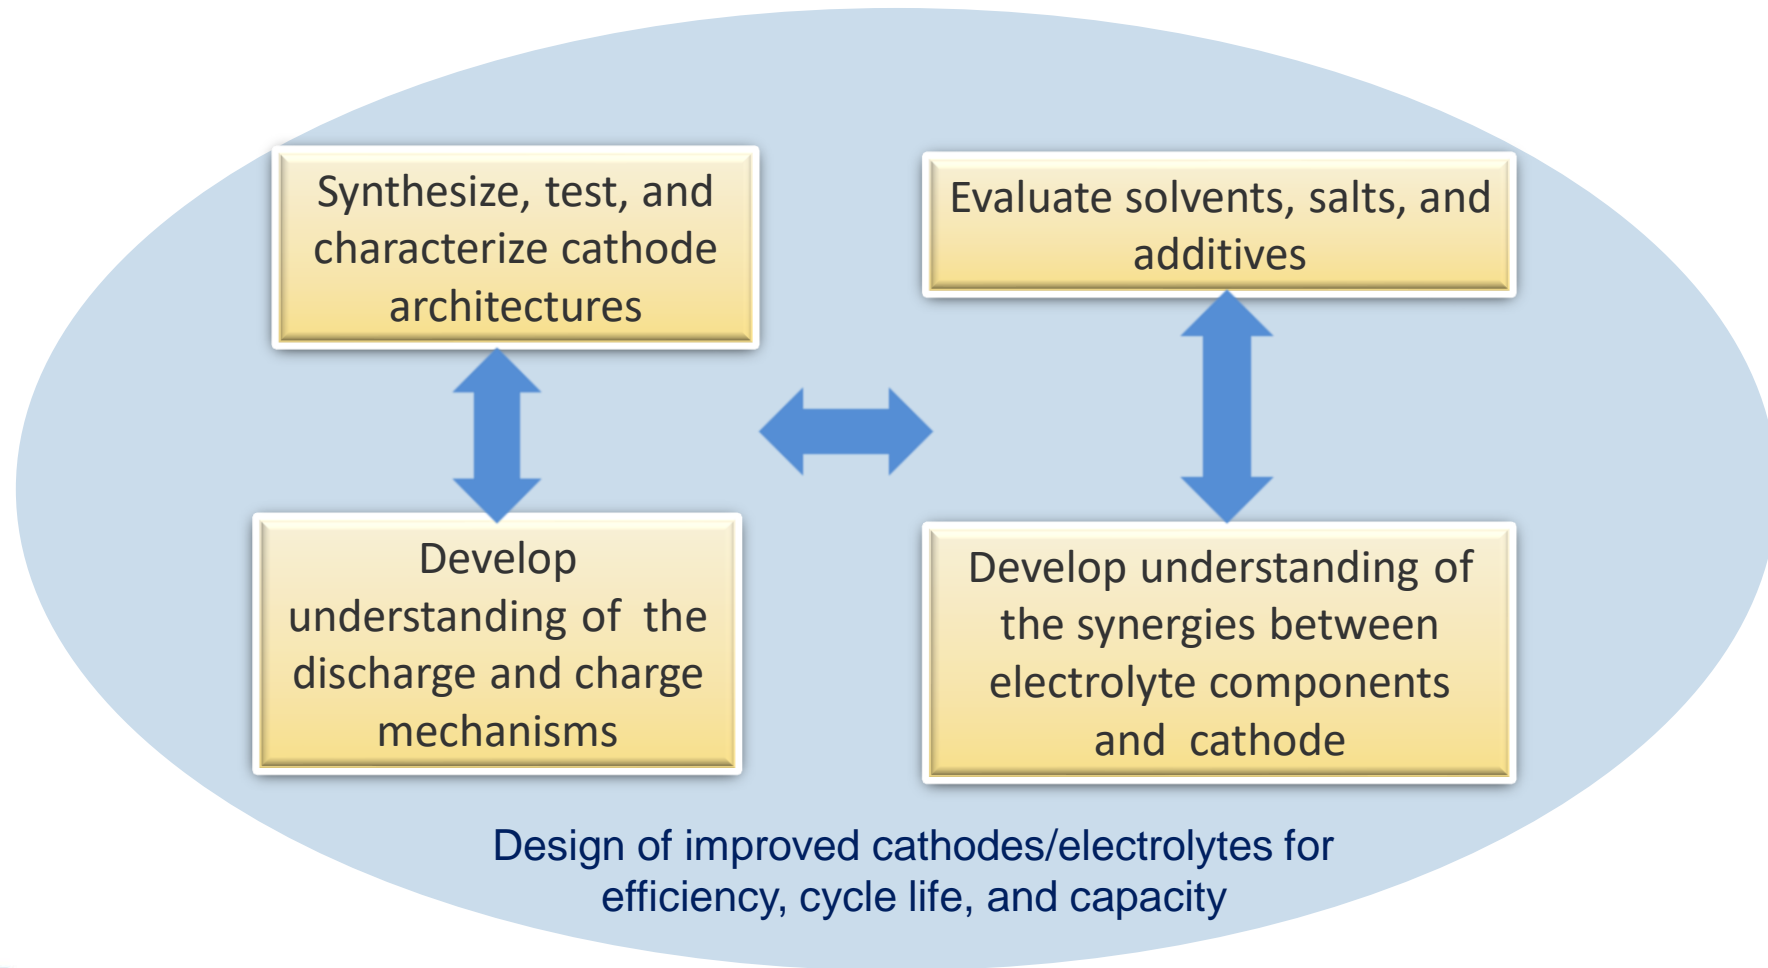 Synthesize, test, and
characterize cathode
architectures
Evaluate solvents, salts, and
additives
Develop
understanding of  the
discharge and charge
mechanisms
Develop understanding of
the synergies between
electrolyte components
and  cathode
Design of improved cathodes/electrolytes for
efficiency, cycle life, and capacity